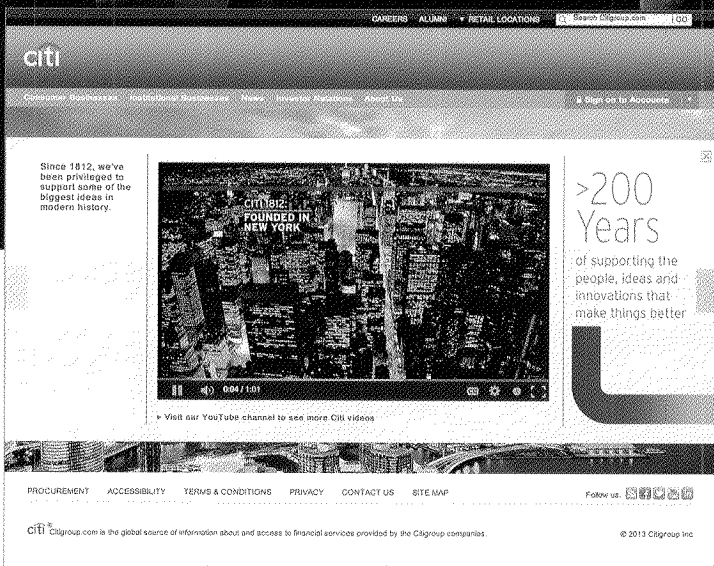 CAREERS ALUMNI ▾ RETAIL LOCATIONS Search Citigroup.com GO
citi
Consumer Businesses Institutional Businesses News Investor Relations About Us Sign on to Accounts
Since 1812, we've
been privileged to
support some of the
biggest ideas in
modern history.
CITI 1812:
FOUNDED IN
NEW YORK
0:04 / 1:01 CC
>200
Years
of supporting the
people, ideas and
innovations that
make things better
▸ Visit our YouTube channel to see more Citi videos
PROCUREMENT ACCESSIBILITY TERMS & CONDITIONS PRIVACY CONTACT US SITE MAP Follow us.
citi® Citigroup.com is the global source of information about and access to financial services provided by the Citigroup companies. © 2013 Citigroup Inc